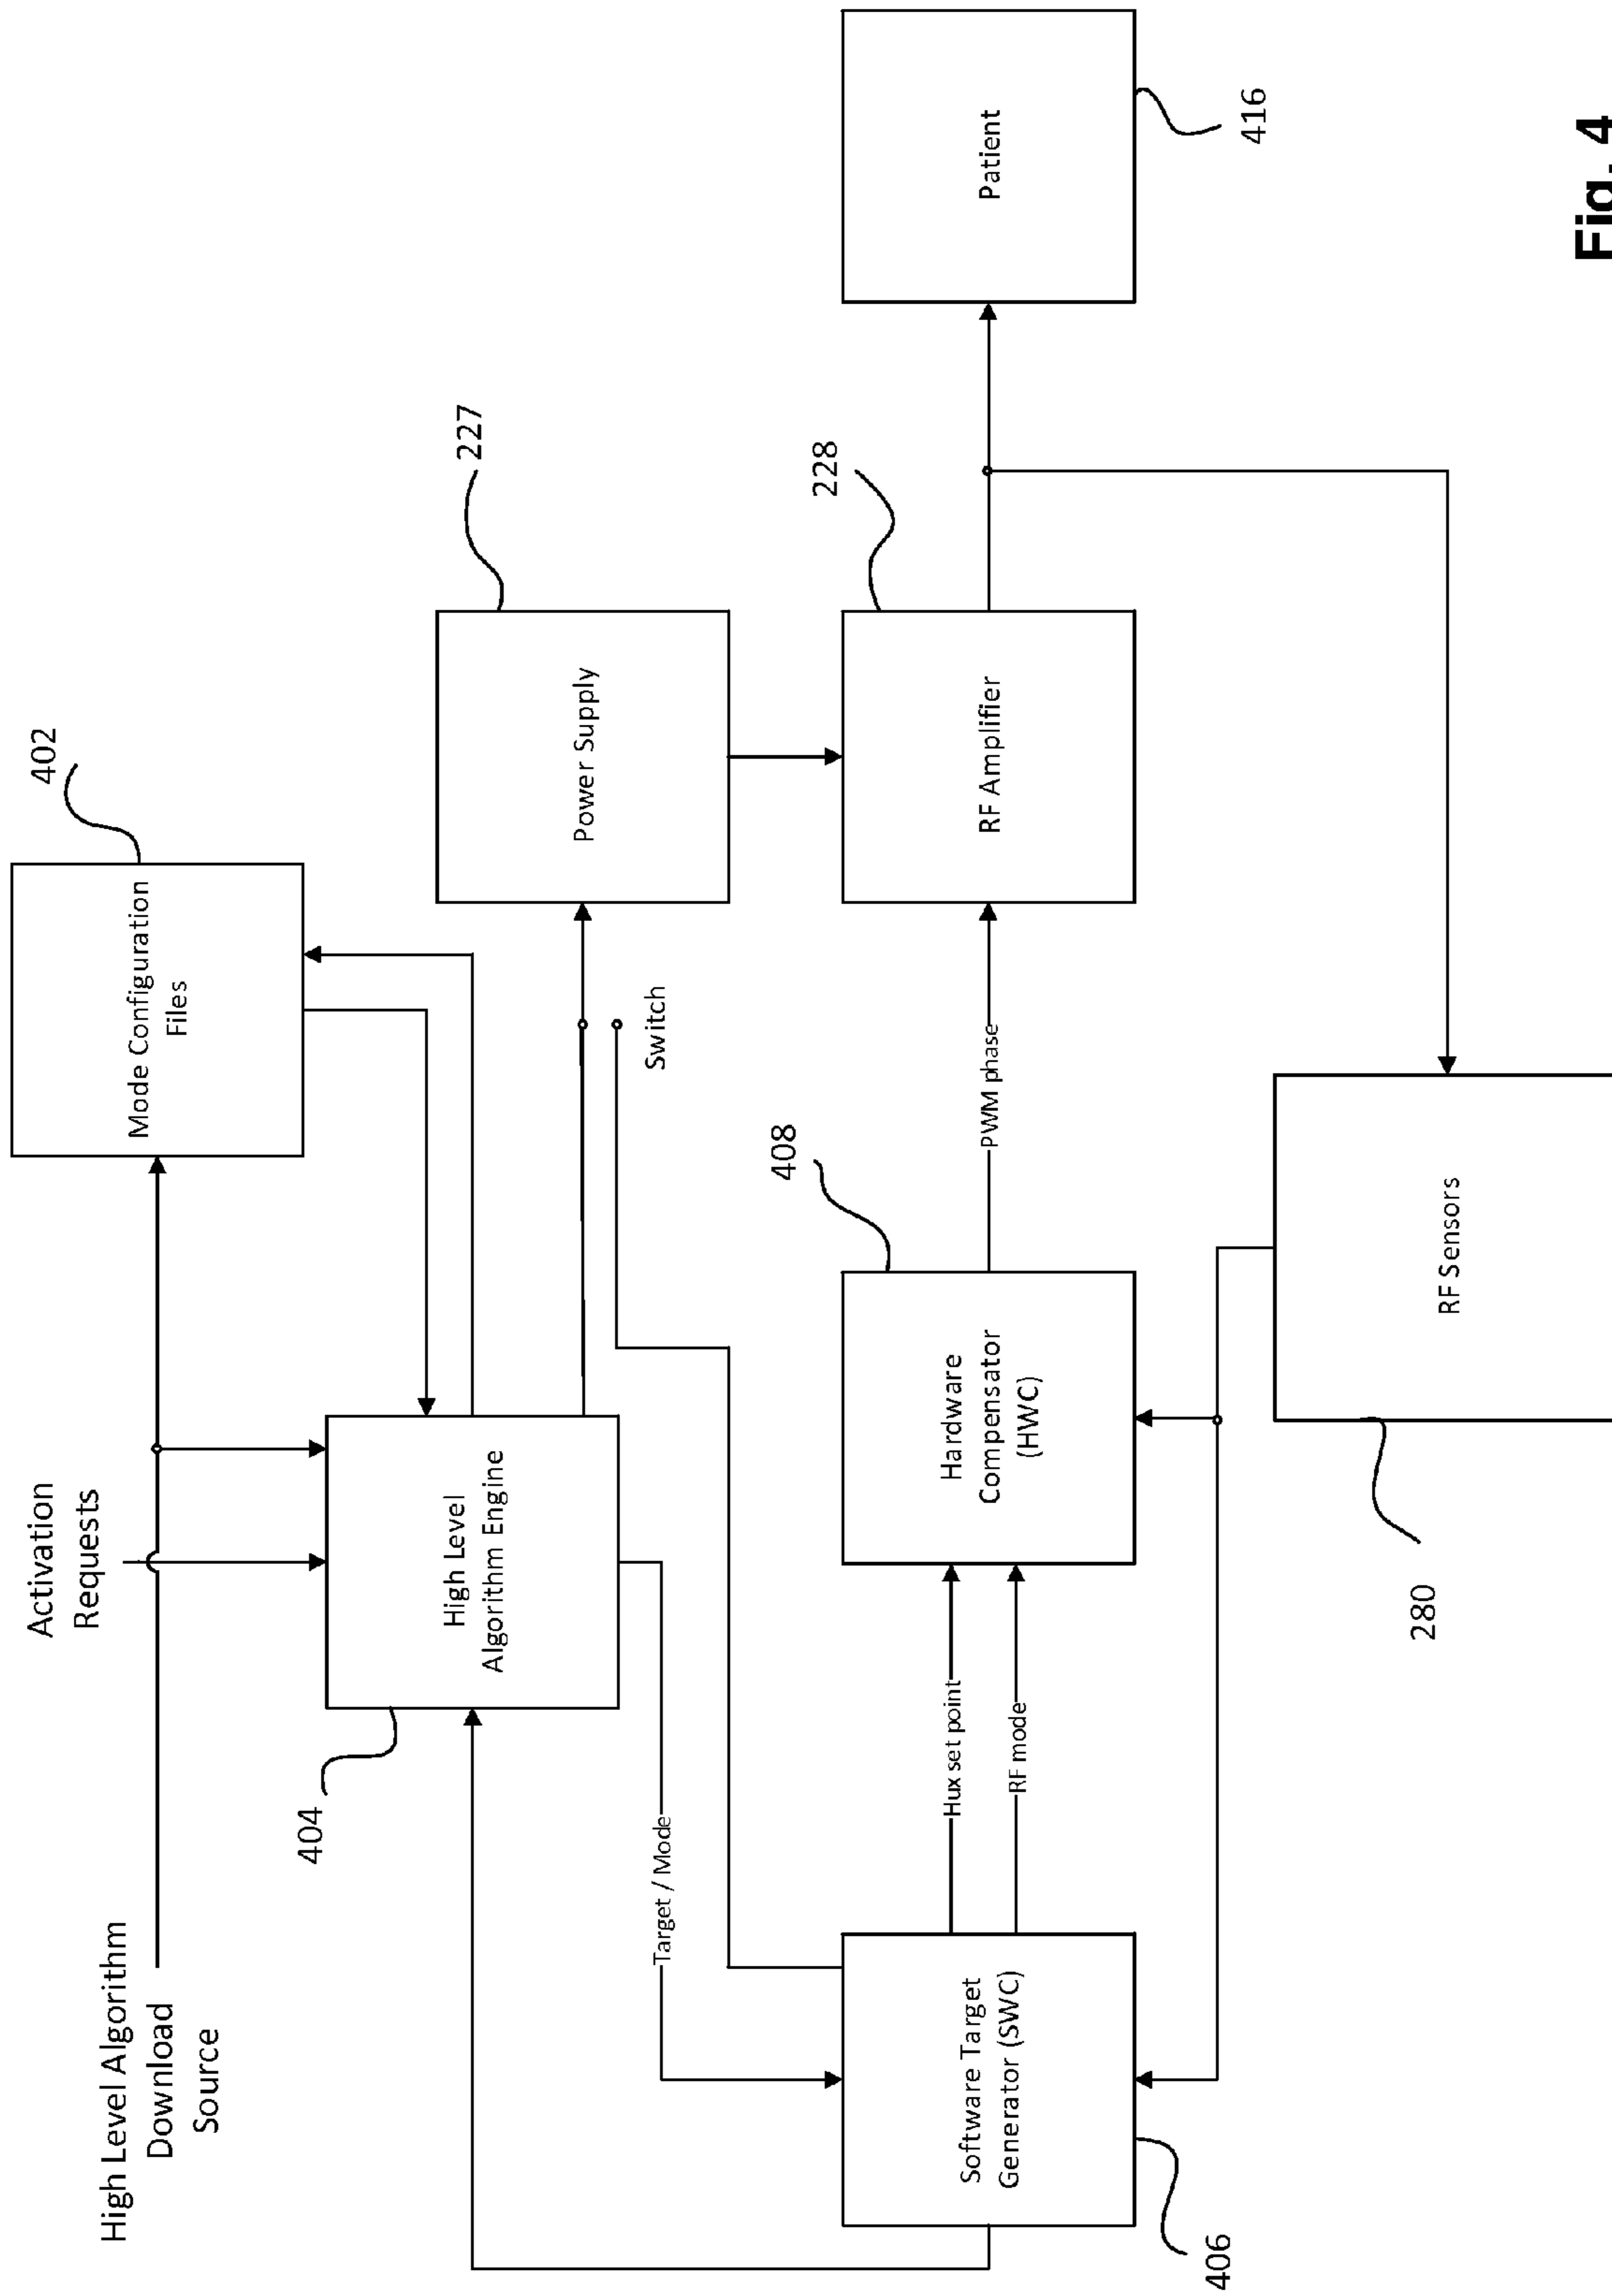 High Level Algorithm
Download
Source
Activation
Requests
402
Mode Configuration
Files
404
High Level
Algorithm Engine
227
Power Supply
Switch
Target / Mode
408
228
406
Software Target
Generator (SWC)
Hux set point
RF mode
Hardware
Compensator
(HWC)
PWM phase
RF Amplifier
Patient
416
280
RF Sensors
Fig. 4